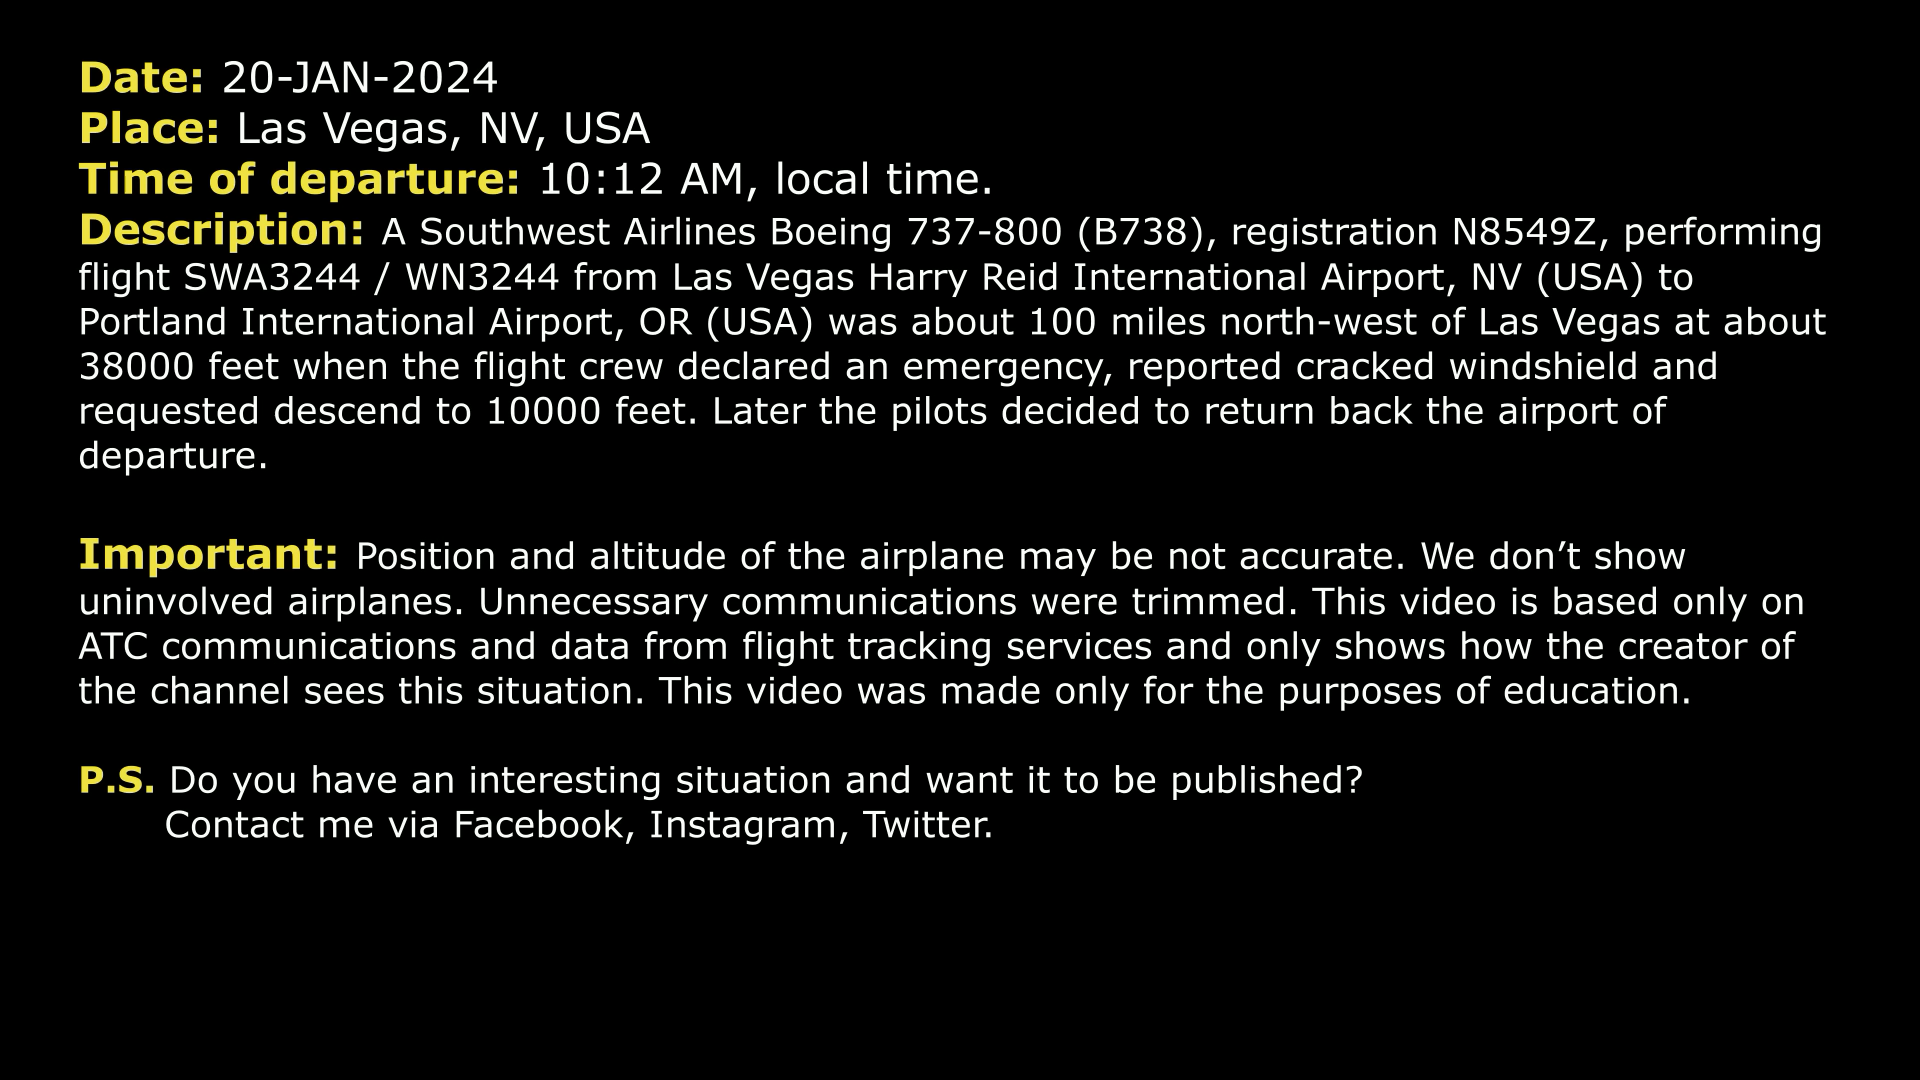 Date: 20-JAN-2024
Place: Las Vegas, NV, USA
Time of departure: 10:12 AM, local time.
Description: A Southwest Airlines Boeing 737-800 (B738), registration N8549Z, performing
flight SWA3244 / WN3244 from Las Vegas Harry Reid International Airport, NV (USA) to
Portland International Airport, OR (USA) was about 100 miles north-west of Las Vegas at about
38000 feet when the flight crew declared an emergency, reported cracked windshield and
requested descend to 10000 feet. Later the pilots decided to return back the airport of
departure.
Important: Position and altitude of the airplane may be not accurate. We don’t show
uninvolved airplanes. Unnecessary communications were trimmed. This video is based only on
ATC communications and data from flight tracking services and only shows how the creator of
the channel sees this situation. This video was made only for the purposes of education.
P.S. Do you have an interesting situation and want it to be published?
Contact me via Facebook, Instagram, Twitter.